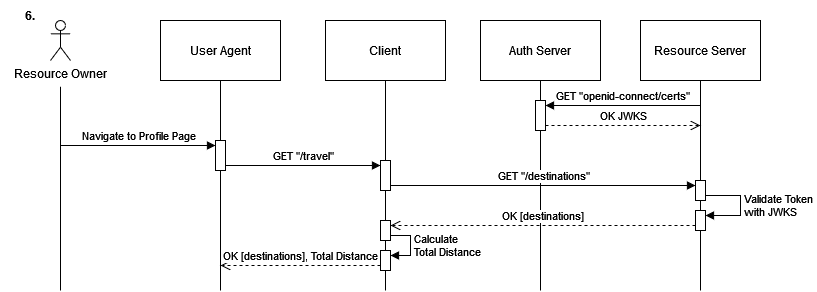 6.
Resource Owner
User Agent
Client
Auth Server
Resource Server
GET "openid-connect/certs"
OK JWKS
Navigate to Profile Page
GET "/travel"
GET "/destinations"
Validate Token
with JWKS
OK [destinations]
Calculate
Total Distance
OK [destinations], Total Distance